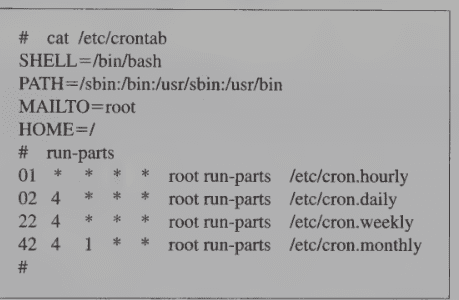 # cat /etc/crontab
SHELL=/bin/bash
PATH=/sbin:/bin:/usr/sbin:/usr/bin
MAILTO=root
HOME=/
# run-parts
01 * * * * root run-parts /etc/cron.hourly
02 4 * * * root run-parts /etc/cron.daily
22 4 * * * root run-parts /etc/cron.weekly
42 4 1 * * root run-parts /etc/cron.monthly
#